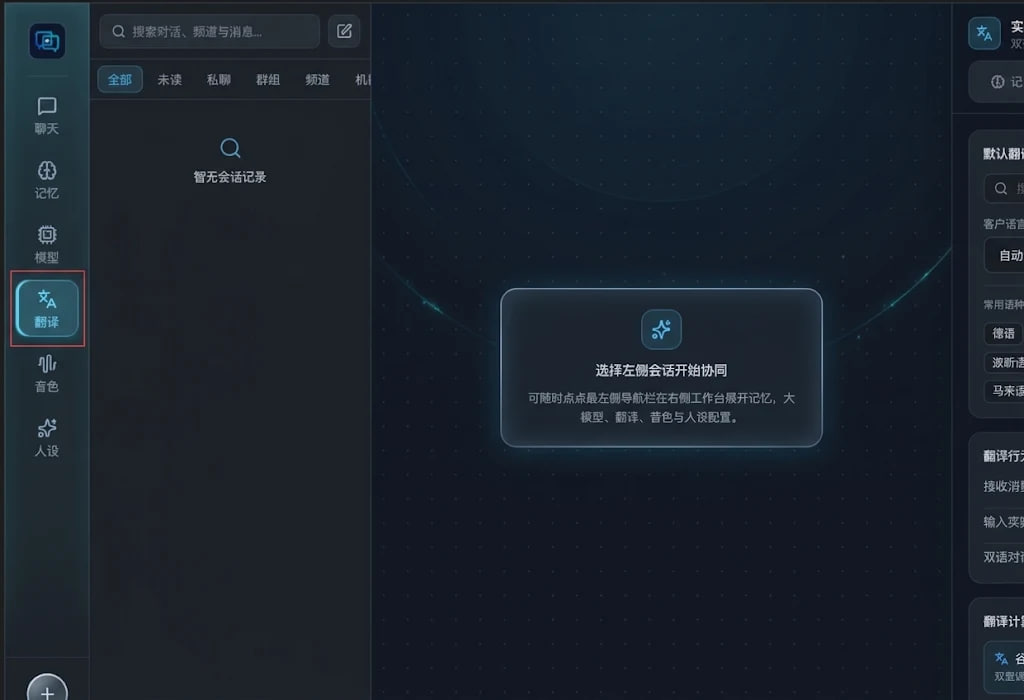 搜索对话、频道与消息...
全部 未读 私聊 群组 频道 机
聊天
记忆
模型
翻译
音色
人设
暂无会话记录
选择左侧会话开始协同
可随时点点最左侧导航栏在右侧工作台展开记忆，大
模型、翻译、音色与人设配置。
实
双
记
默认翻译
搜
客户语言
自动
常用语种
德语
波斯语
马来语
翻译行为
接收消
输入实
双语对
翻译计
谷
双